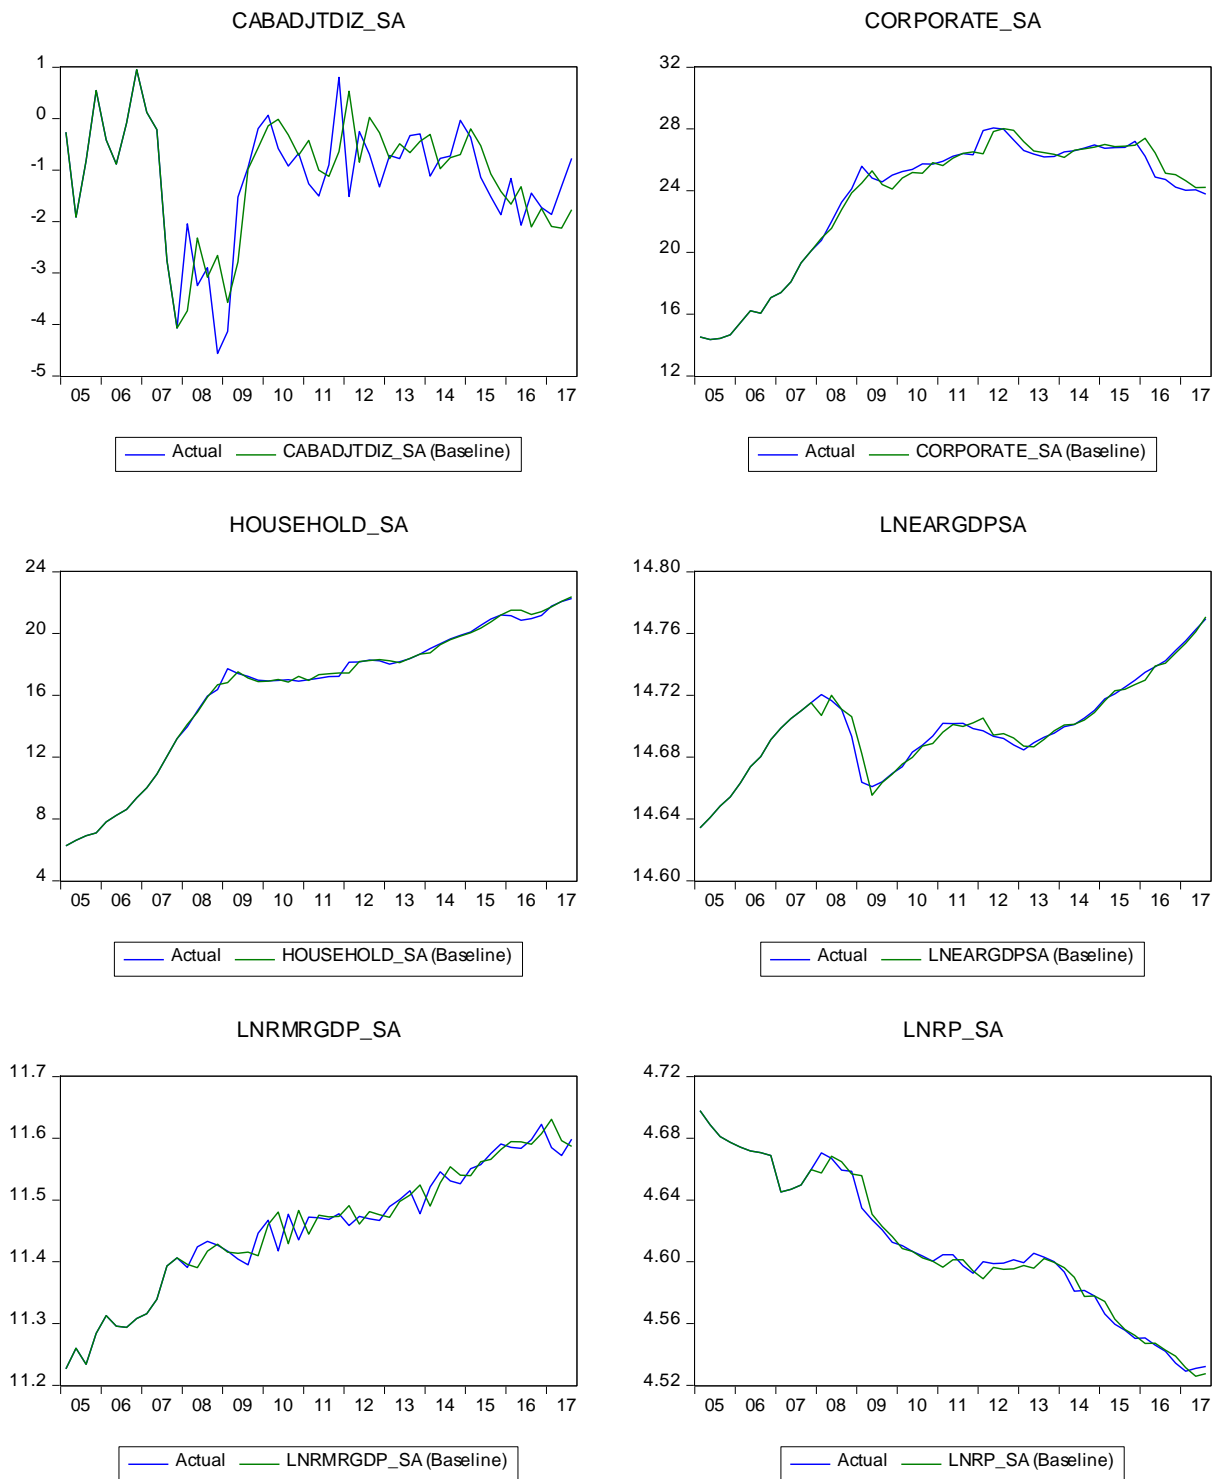 CABADJTDIZ_SA
1
0
-1
-2
-3
-4
-5
05 06 07 08 09 10 11 12 13 14 15 16 17
Actual CABADJTDIZ_SA (Baseline)
CORPORATE_SA
32
28
24
20
16
12
05 06 07 08 09 10 11 12 13 14 15 16 17
Actual CORPORATE_SA (Baseline)
HOUSEHOLD_SA
24
20
16
12
8
4
05 06 07 08 09 10 11 12 13 14 15 16 17
Actual HOUSEHOLD_SA (Baseline)
LNEARGDPSA
14.80
14.76
14.72
14.68
14.64
14.60
05 06 07 08 09 10 11 12 13 14 15 16 17
Actual LNEARGDPSA (Baseline)
LNRMRGDP_SA
11.7
11.6
11.5
11.4
11.3
11.2
05 06 07 08 09 10 11 12 13 14 15 16 17
Actual LNRMRGDP_SA (Baseline)
LNRP_SA
4.72
4.68
4.64
4.60
4.56
4.52
05 06 07 08 09 10 11 12 13 14 15 16 17
Actual LNRP_SA (Baseline)